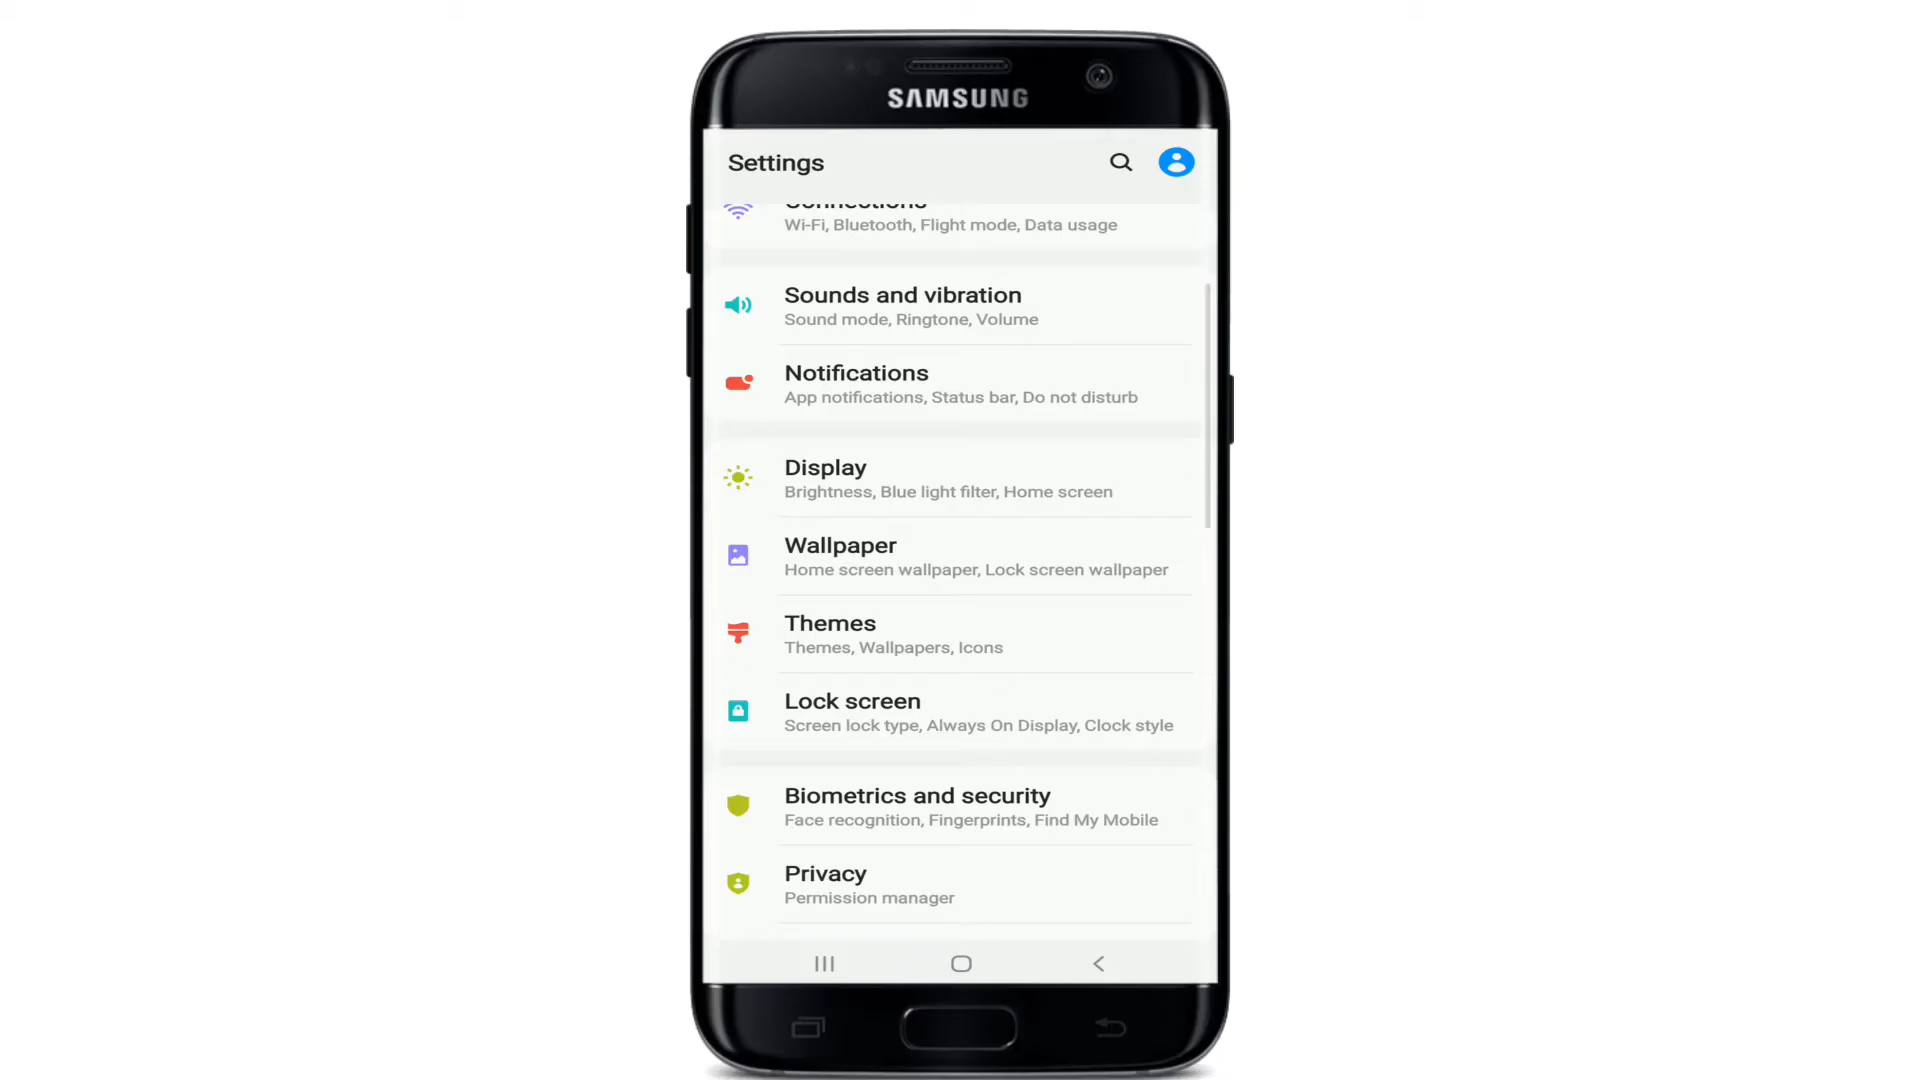 SAMSUNG
Settings
Connections
Wi-Fi, Bluetooth, Flight mode, Data usage
Sounds and vibration
Sound mode, Ringtone, Volume
Notifications
App notifications, Status bar, Do not disturb
Display
Brightness, Blue light filter, Home screen
Wallpaper
Home screen wallpaper, Lock screen wallpaper
Themes
Themes, Wallpapers, Icons
Lock screen
Screen lock type, Always On Display, Clock style
Biometrics and security
Face recognition, Fingerprints, Find My Mobile
Privacy
Permission manager